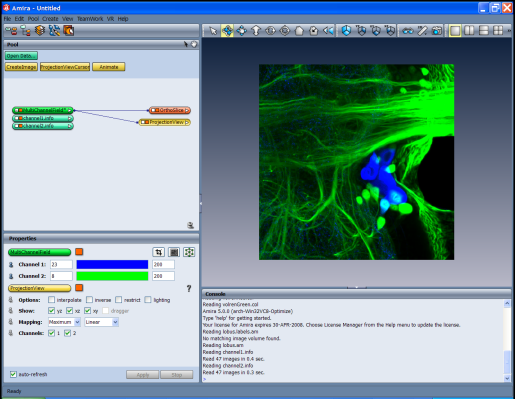 Amira - Untitled
File Edit Pool Create View TeamWork VR Help
Pool
Open Data...
CreateImage ProjectionViewCursor Animate
MultiChannelField* OrthoSlice
channel1.info ProjectionView
channel2.info
Properties
MultiChannelField
Channel 1: 23 200
Channel 2: 8 200
ProjectionView ?
Options: interpolate inverse restrict lighting
Show: yz xz xy dragger
Mapping: Maximum Linear
Channels: 1 2
auto-refresh Apply Stop
Ready
Console
Reading volrenGreen.col
Amira 5.0.0 (arch-Win32VC8-Optimize)
Type 'help' for getting started.
Your license for Amira expires 30-APR-2008. Choose License Manager from the Help menu to update the license.
Reading lobus.labels.am
No matching image volume found.
Reading lobus.am
Reading channel1.info
Read 47 images in 0.4 sec.
Reading channel2.info
Read 47 images in 0.3 sec.
>